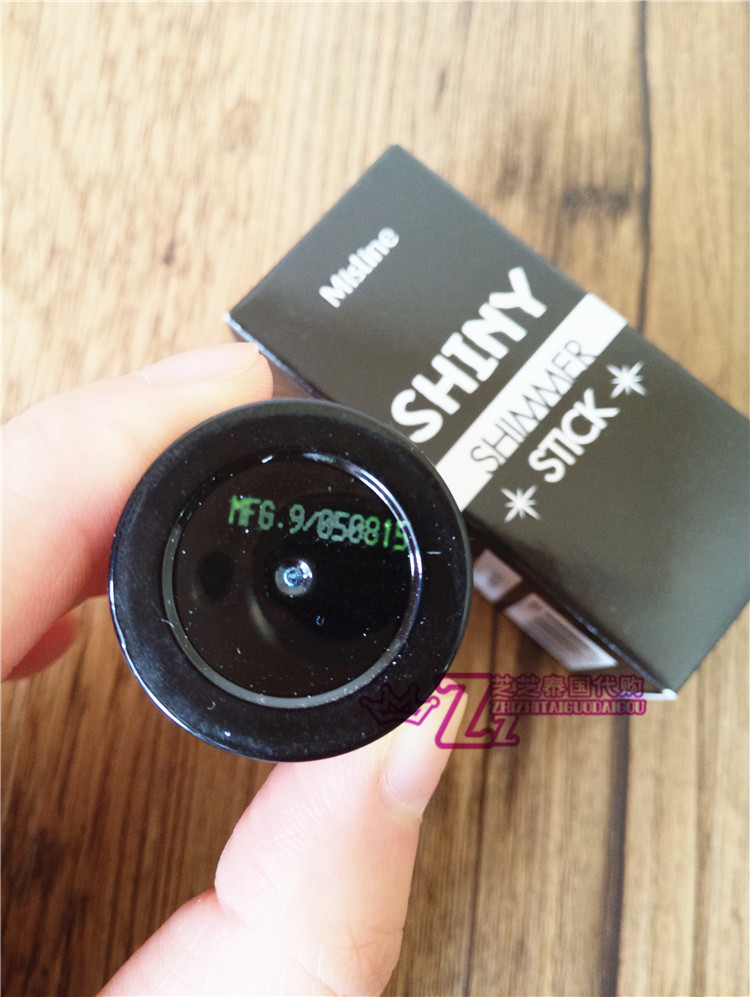 Mistine
SHINY
SHIMMER
STICK
MFG.9/050815
芝芝泰国代购
ZHIZHITAIGUODAIGOU